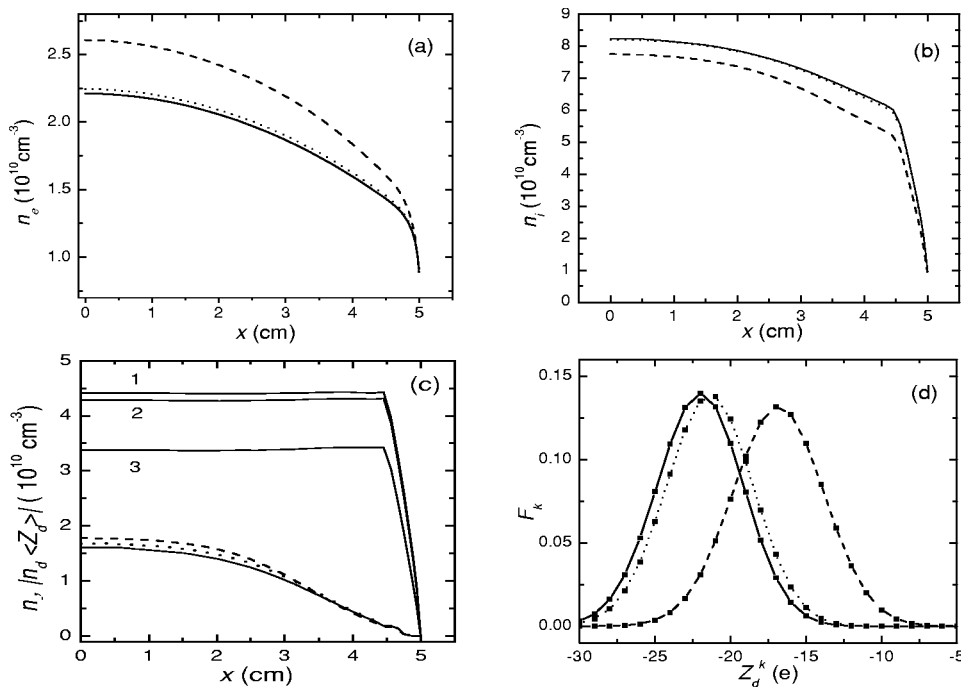 (a)
2.5
2.0
1.5
1.0
n_e (10^10 cm^-3)
0 1 2 3 4 5
x (cm)
(b)
9
8
7
6
5
4
3
2
1
0
n_i (10^10 cm^-3)
0 1 2 3 4 5
x (cm)
(c)
5
4
3
2
1
0
1
2
3
|n_d <Z_d>| (10^10 cm^-3)
0 1 2 3 4 5
x (cm)
(d)
0.15
0.10
0.05
0.00
F_k
-30 -25 -20 -15 -10 -5
Z_d^k (e)